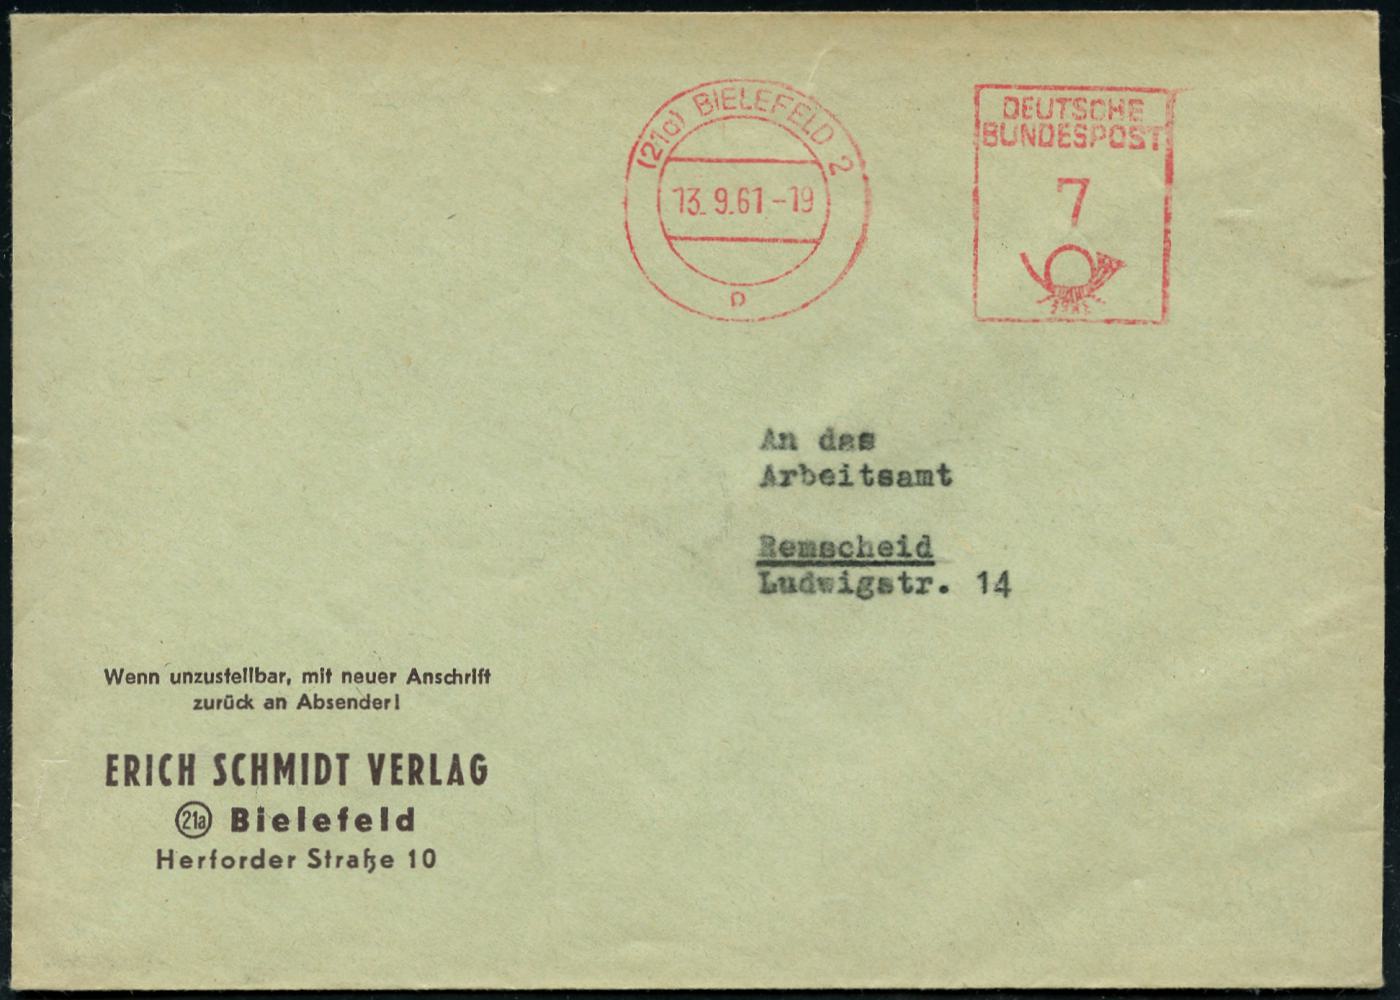 (21a) BIELEFELD 2
13.9.61-19
p
DEUTSCHE
BUNDESPOST
7
An das
Arbeitsamt
Remscheid
Ludwigstr. 14
Wenn unzustellbar, mit neuer Anschrift
zurück an Absender!
ERICH SCHMIDT VERLAG
21a Bielefeld
Herforder Straße 10